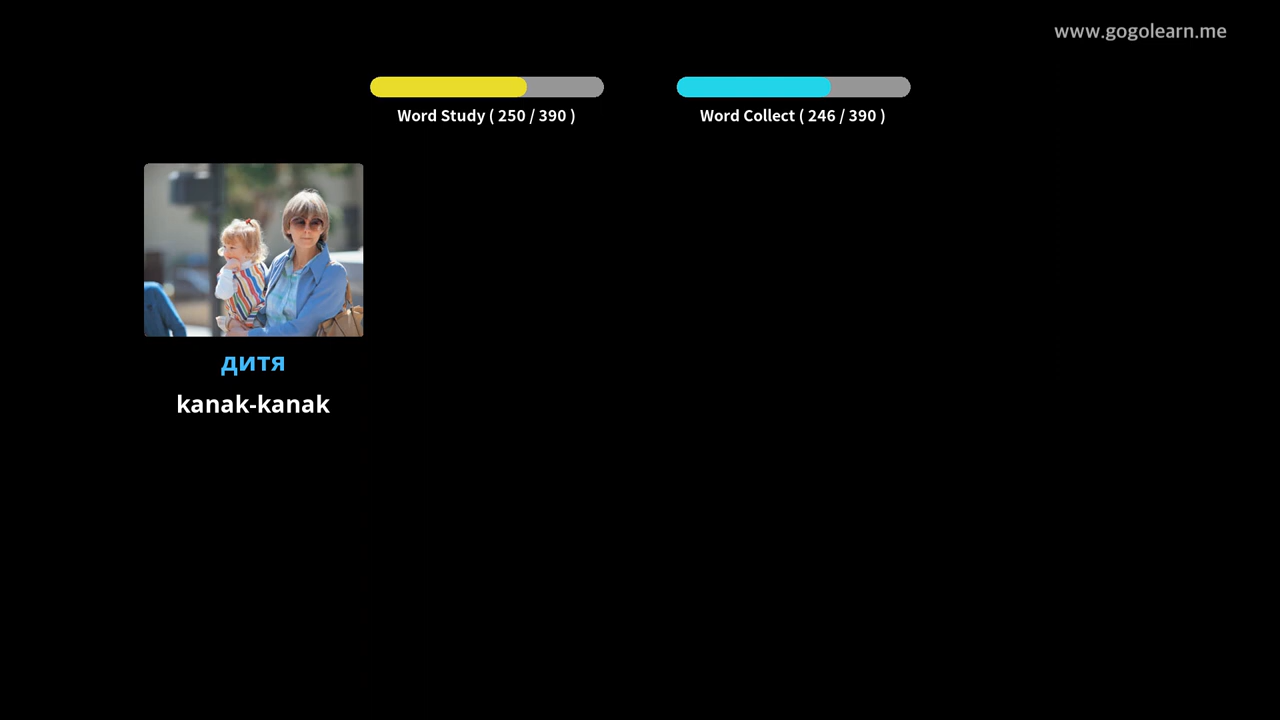 www.gogolearn.me
Word Study ( 250 / 390 )
Word Collect ( 246 / 390 )
дитя
kanak-kanak